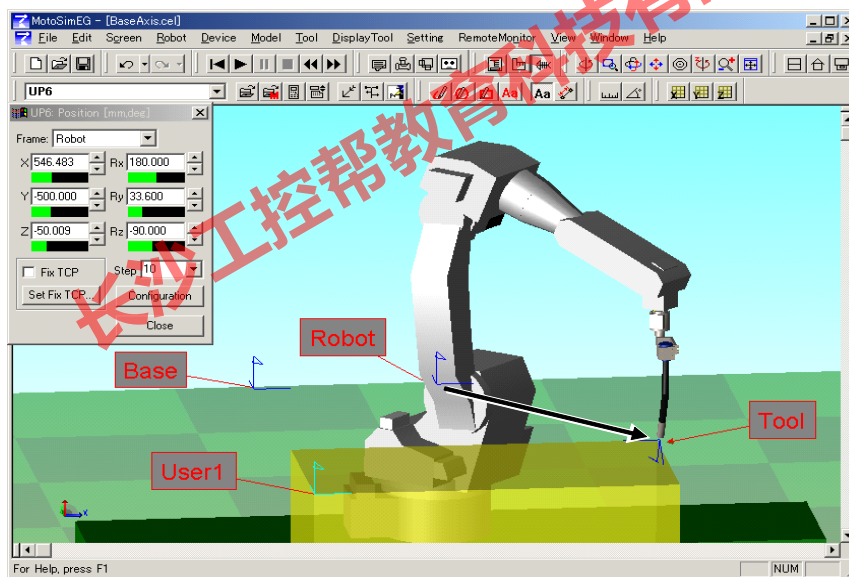 MotoSimEG - [BaseAxis.cel]
File Edit Screen Robot Device Model Tool DisplayTool Setting RemoteMonitor View Window Help
UP6
Aa Aa
X Y Z
UP6: Position [mm,deg]
Frame: Robot
X 546.483 Rx 180.000
Y -500.000 Ry 33.600
Z -50.009 Rz -90.000
Fix TCP Step 10
Set Fix TCP... Configuration
Close
Robot
Base
Tool
User1
x
长沙工控帮教育科技有
For Help, press F1
NUM